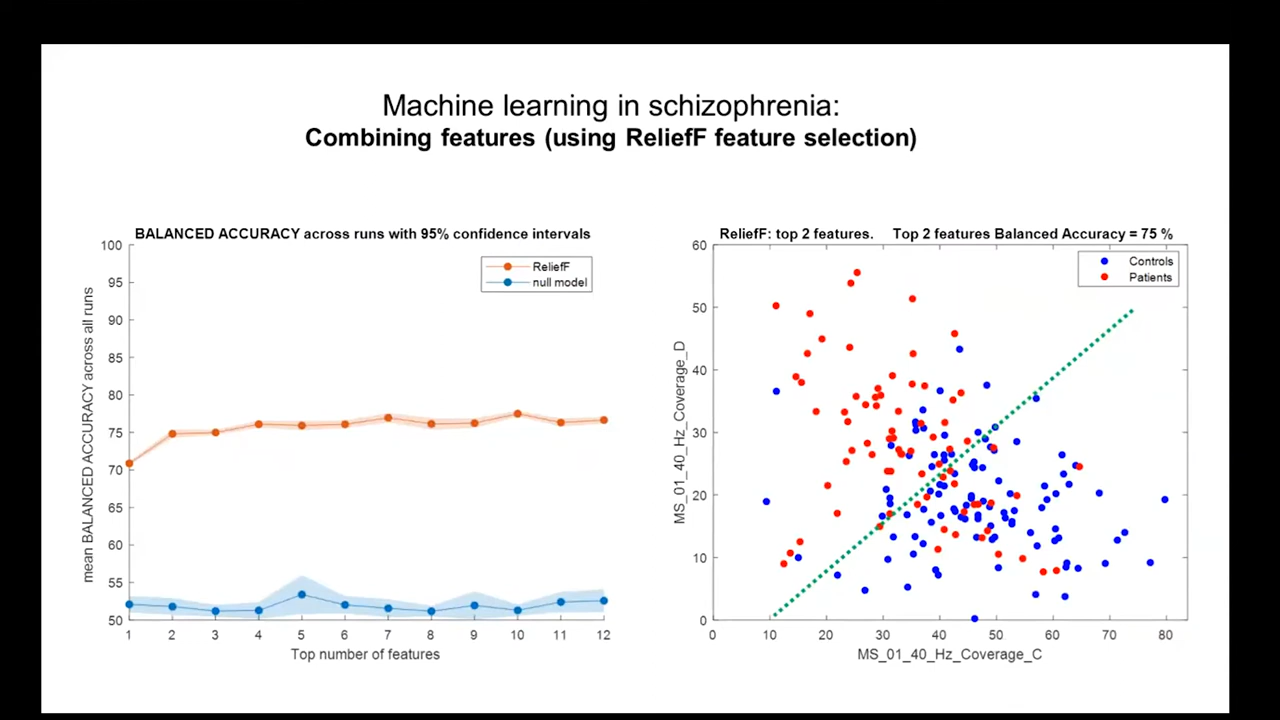 Machine learning in schizophrenia:
Combining features (using ReliefF feature selection)
BALANCED ACCURACY across runs with 95% confidence intervals
mean BALANCED ACCURACY across all runs
100
95
90
85
80
75
70
65
60
55
50
ReliefF
null model
1 2 3 4 5 6 7 8 9 10 11 12
Top number of features
ReliefF: top 2 features. Top 2 features Balanced Accuracy = 75 %
MS_01_40_Hz_Coverage_D
60
50
40
30
20
10
0
Controls
Patients
0 10 20 30 40 50 60 70 80
MS_01_40_Hz_Coverage_C